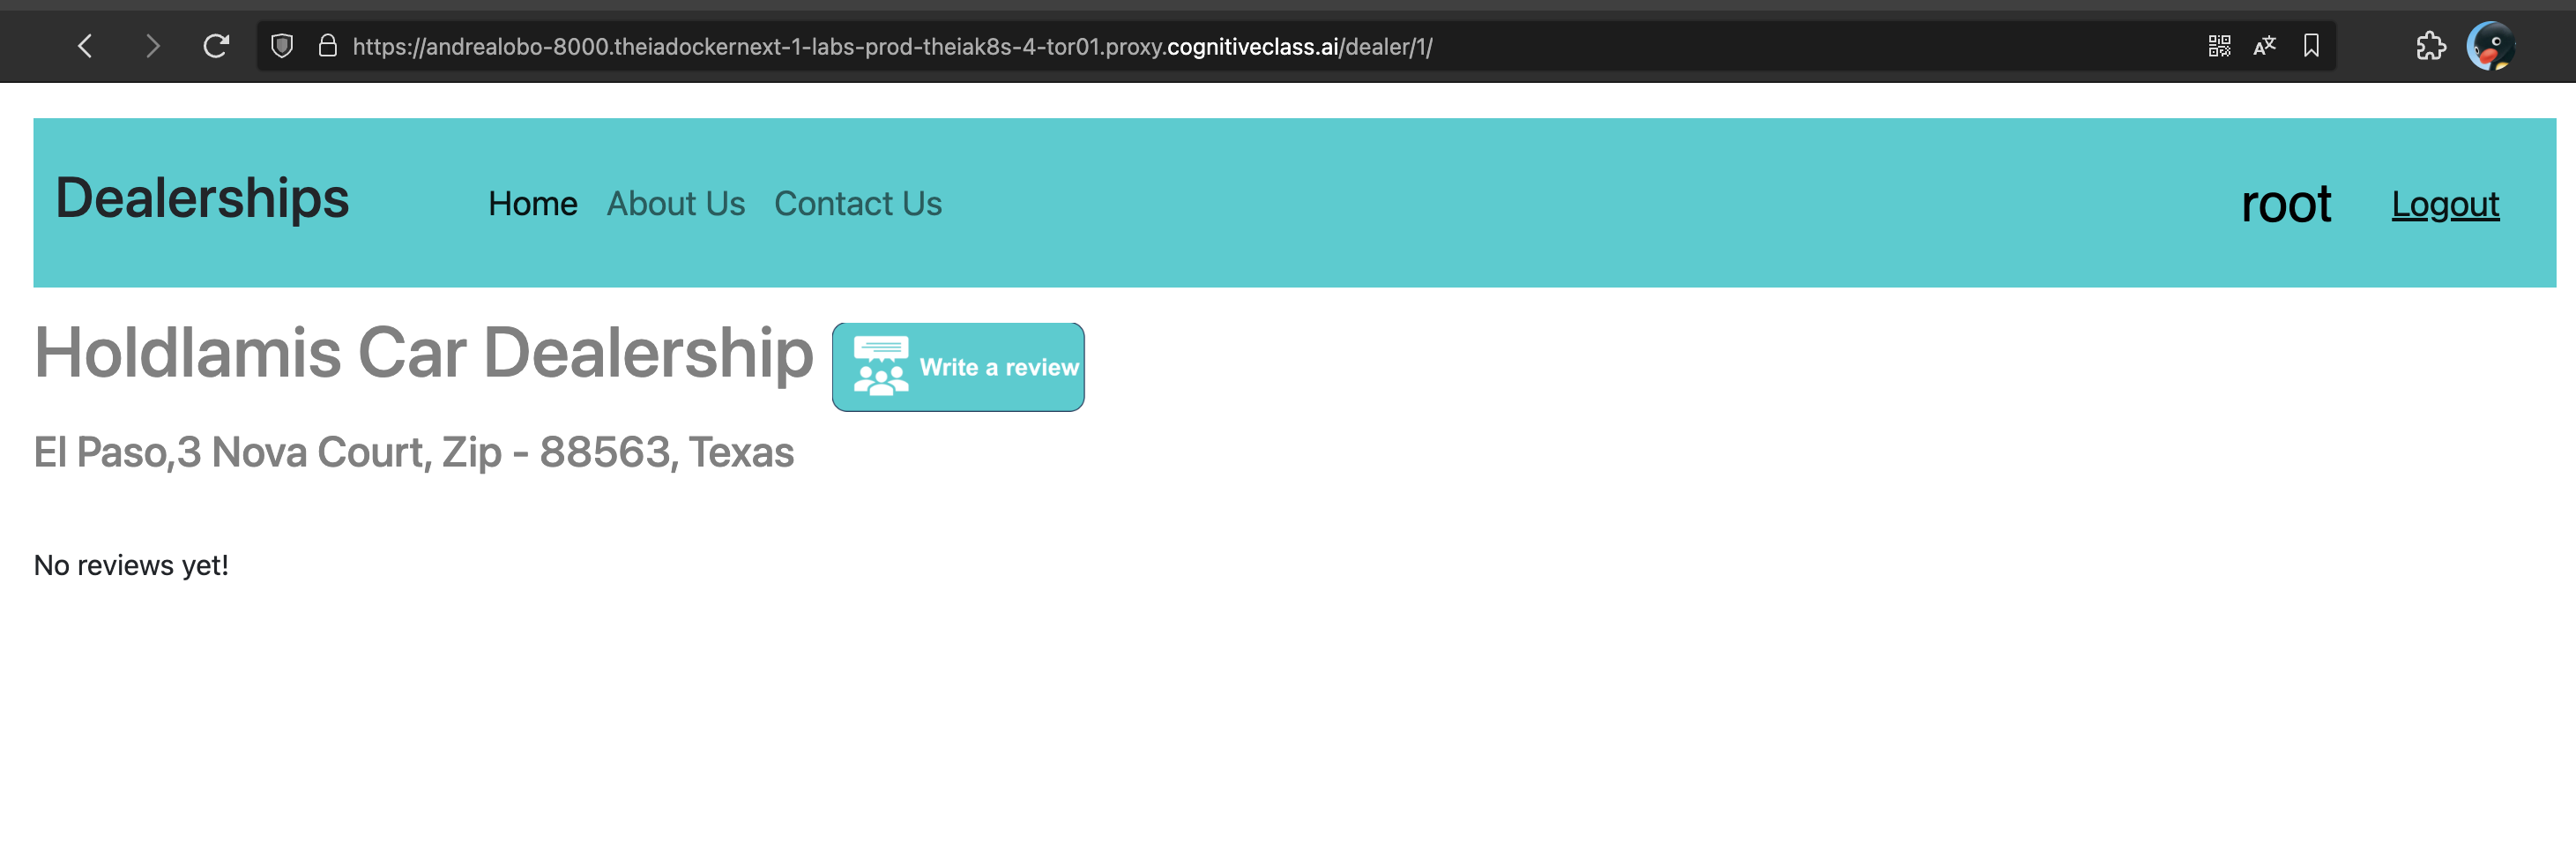 https://andrealobo-8000.theiadockernext-1-labs-prod-theiak8s-4-tor01.proxy.cognitiveclass.ai/dealer/1/
Dealerships Home About Us Contact Us root Logout
Holdlamis Car Dealership Write a review
El Paso,3 Nova Court, Zip - 88563, Texas
No reviews yet!